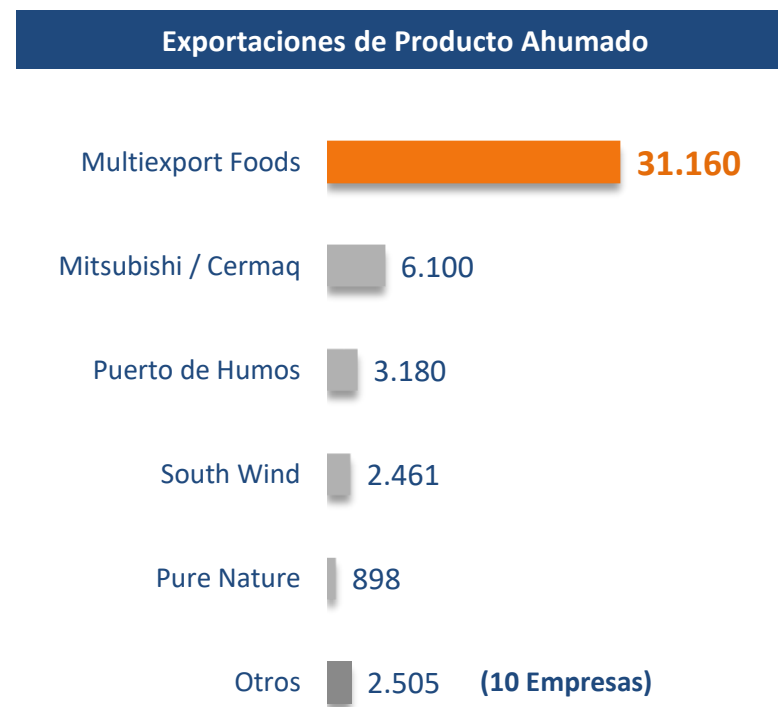 Exportaciones de Producto Ahumado
Multiexport Foods 31.160
Mitsubishi / Cermaq 6.100
Puerto de Humos 3.180
South Wind 2.461
Pure Nature 898
Otros 2.505 (10 Empresas)